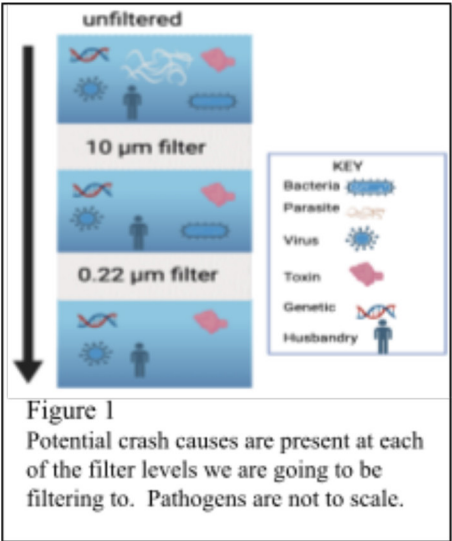 unfiltered
10 µm filter
0.22 µm filter
KEY
Bacteria
Parasite
Virus
Toxin
Genetic
Husbandry
Figure 1
Potential crash causes are present at each
of the filter levels we are going to be
filtering to. Pathogens are not to scale.